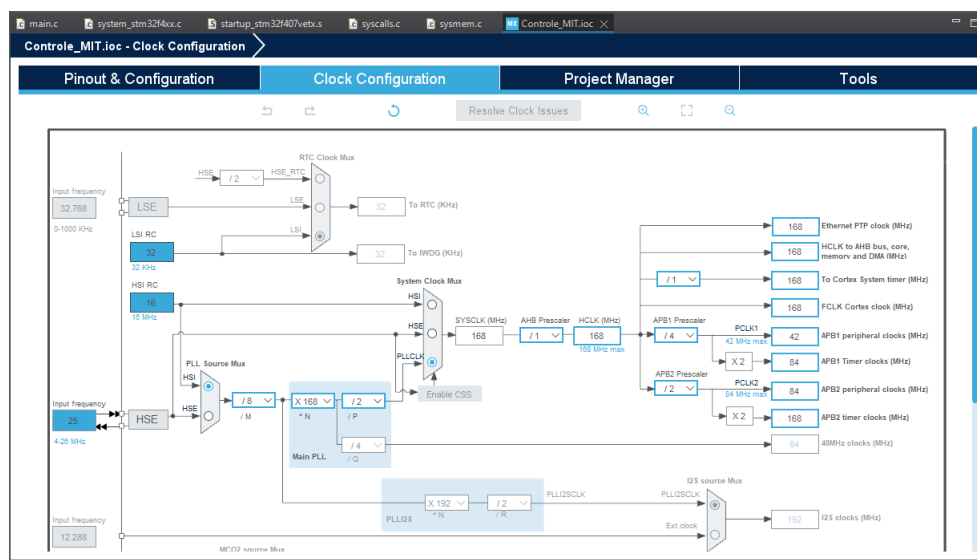 main.c
system_stm32f4xx.c
startup_stm32f407vetx.s
syscalls.c
sysmem.c
MX Controle_MIT.ioc
Controle_MIT.ioc - Clock Configuration
Pinout & Configuration
Clock Configuration
Project Manager
Tools
Resolve Clock Issues
RTC Clock Mux
HSE
/ 2
HSE_RTC
Input frequency
32.768
LSE
LSE
32
To RTC (KHz)
0-1000 KHz
LSI RC
LSI
32
32 KHz
32
To IWDG (KHz)
HSI RC
16
16 MHz
System Clock Mux
HSI
HSE
PLLCLK
SYSCLK (MHz)
168
AHB Prescaler
/ 1
HCLK (MHz)
168
168 MHz max
Enable CSS
168
Ethernet PTP clock (MHz)
168
HCLK to AHB bus, core,
memory and DMA (MHz)
/ 1
168
To Cortex System timer (MHz)
168
FCLK Cortex clock (MHz)
APB1 Prescaler
/ 4
PCLK1
42 MHz max
42
APB1 peripheral clocks (MHz)
X 2
84
APB1 Timer clocks (MHz)
APB2 Prescaler
/ 2
PCLK2
84 MHz max
84
APB2 peripheral clocks (MHz)
X 2
168
APB2 timer clocks (MHz)
84
48MHz clocks (MHz)
PLL Source Mux
HSI
HSE
Input frequency
25
HSE
4-26 MHz
/ 8
/ M
X 168
* N
/ 2
/ P
/ 4
/ Q
Main PLL
X 192
* N
/ 2
/ R
PLLI2S
PLLI2SCLK
I2S source Mux
PLLI2SCLK
Ext.clock
192
I2S clocks (MHz)
Input frequency
12.288
MCO2 source Mux